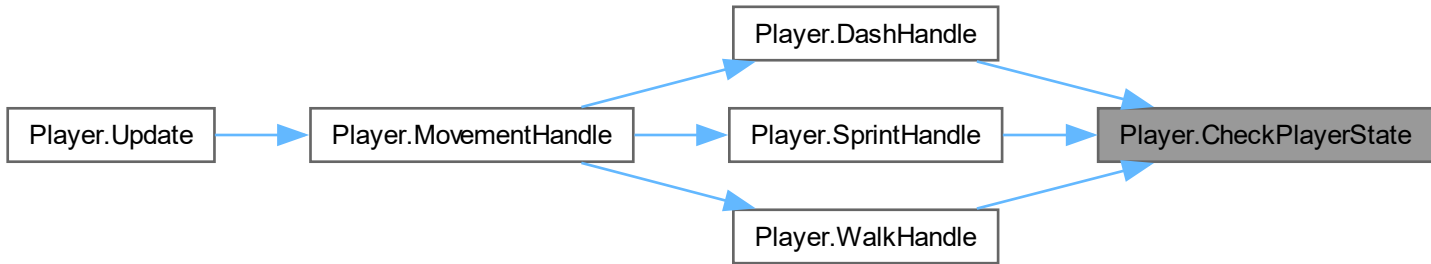 Player.DashHandle
Player.Update
Player.MovementHandle
Player.SprintHandle
Player.CheckPlayerState
Player.WalkHandle